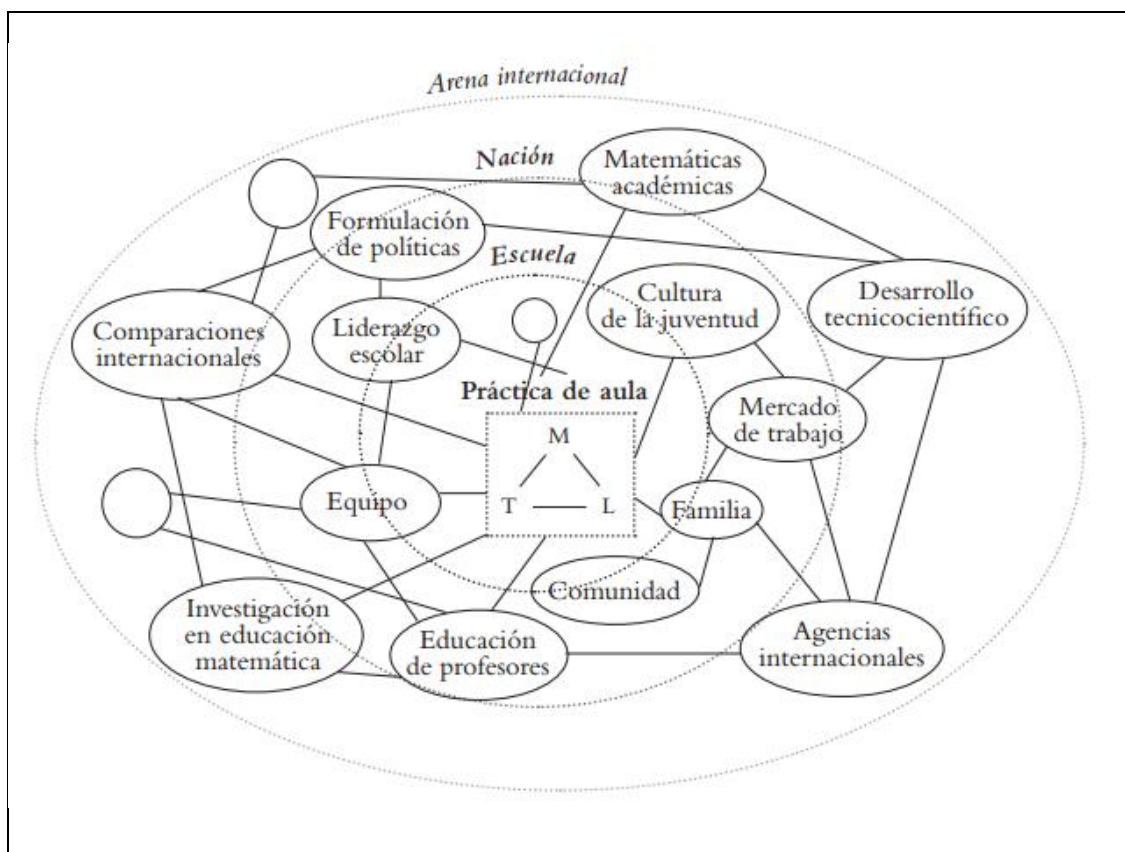 Arena internacional
Nación
Matemáticas
académicas
Formulación
de políticas
Escuela
Cultura
de la juventud
Desarrollo
tecnicocientífico
Comparaciones
internacionales
Liderazgo
escolar
Práctica de aula
Mercado
de trabajo
M
T
L
Equipo
Familia
Comunidad
Investigación
en educación
matemática
Educación
de profesores
Agencias
internacionales